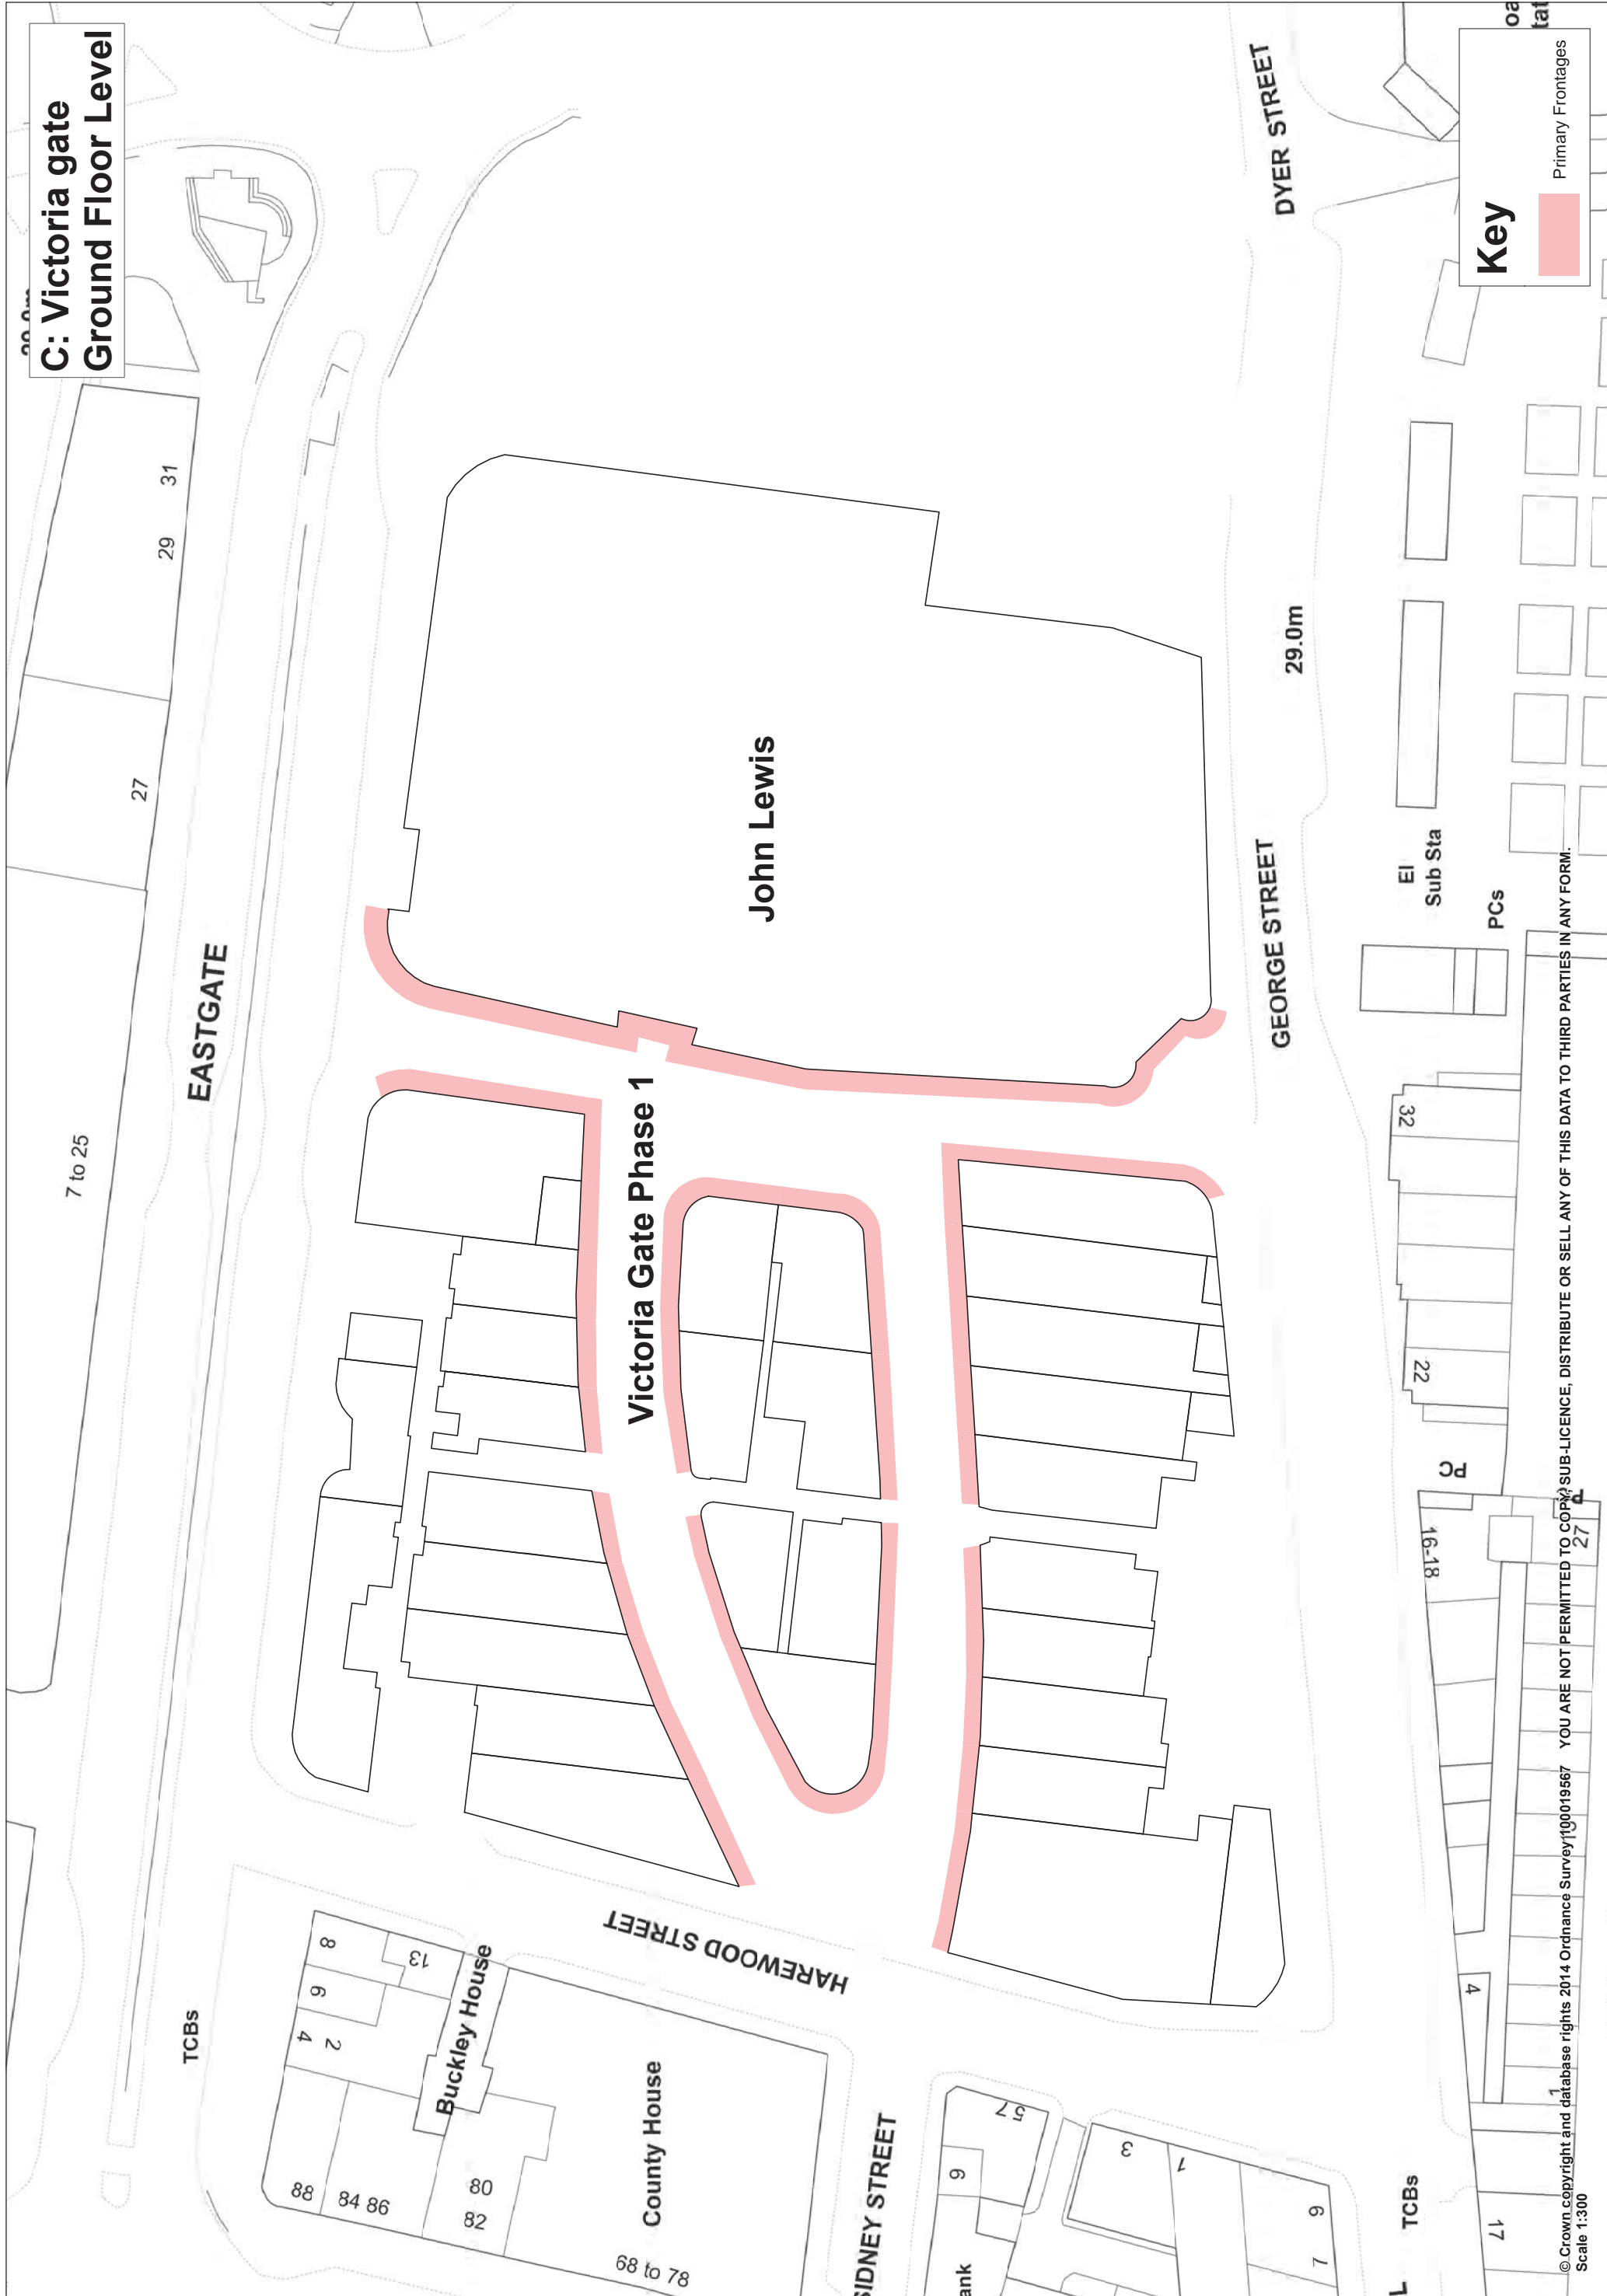 C: Victoria gate
Ground Floor Level
EASTGATE
7 to 25
27
29
31
John Lewis
Victoria Gate Phase 1
HAREWOOD STREET
GEORGE STREET
DYER STREET
29.0m
TCBs
8
6
4
2
13
Buckley House
88
84 86
80
82
County House
68 to 78
SIDNEY STREET
57
9
ank
3
1
9
7
TCBs
17
4
1
16-18
27
PC
22
32
El
Sub Sta
PCs
Key
Primary Frontages
© Crown copyright and database rights 2014 Ordnance Survey 100019567 YOU ARE NOT PERMITTED TO COPY, SUB-LICENCE, DISTRIBUTE OR SELL ANY OF THIS DATA TO THIRD PARTIES IN ANY FORM.
Scale 1:300